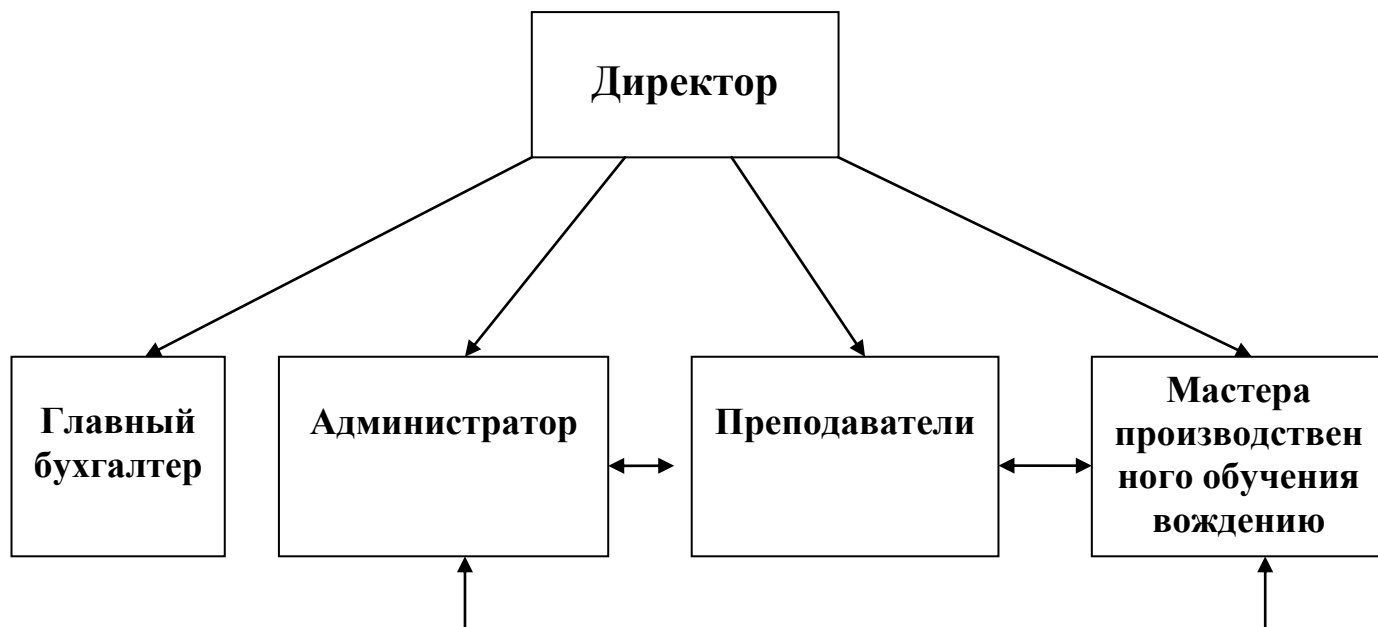 Директор
Главный
бухгалтер
Администратор
Преподаватели
Мастера
производствен
ного обучения
вождению